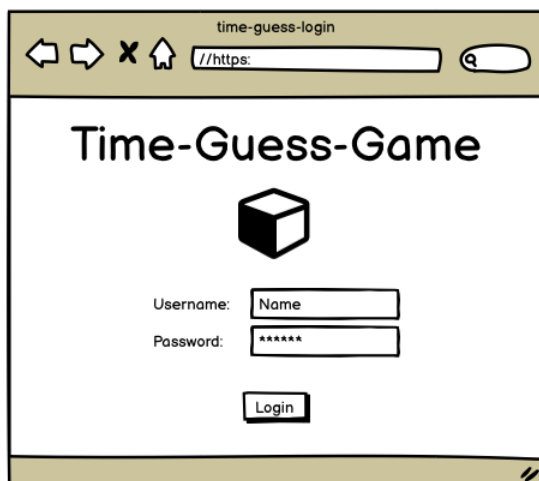 time-guess-login
//https:
Time-Guess-Game
Username: Name
Password: ******
Login